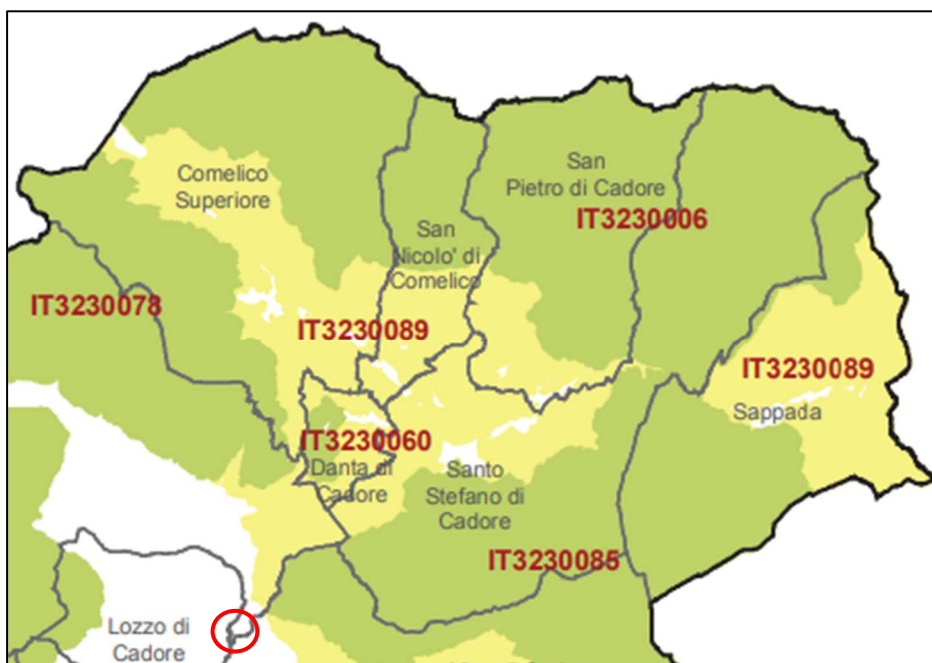 Comelico
Superiore
San
Pietro di Cadore
IT3230006
San
Nicolo' di
Comelico
IT3230078
IT3230089
IT3230089
Sappada
IT3230060
Danta di
Cadore
Santo
Stefano di
Cadore
IT3230085
Lozzo di
Cadore